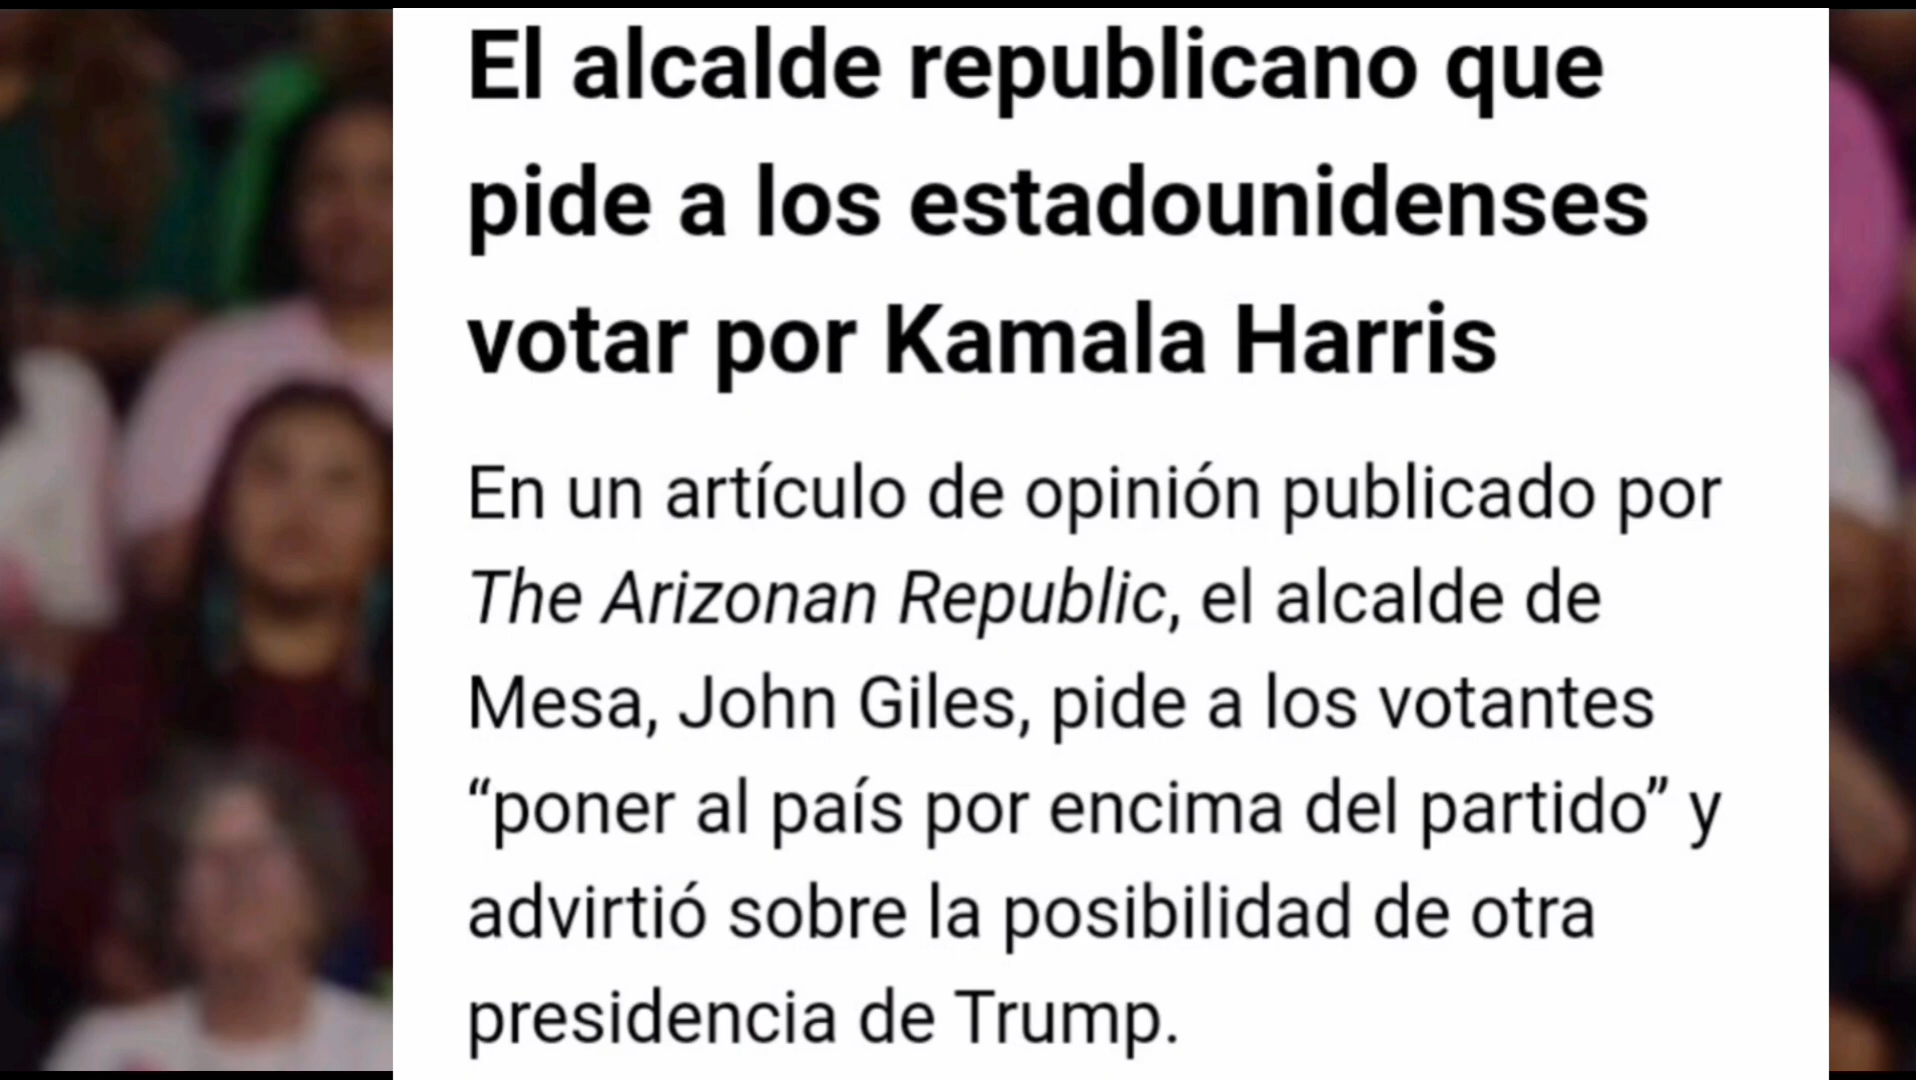 El alcalde republicano que
pide a los estadounidenses
votar por Kamala Harris
En un artículo de opinión publicado por
The Arizonan Republic, el alcalde de
Mesa, John Giles, pide a los votantes
“poner al país por encima del partido” y
advirtió sobre la posibilidad de otra
presidencia de Trump.